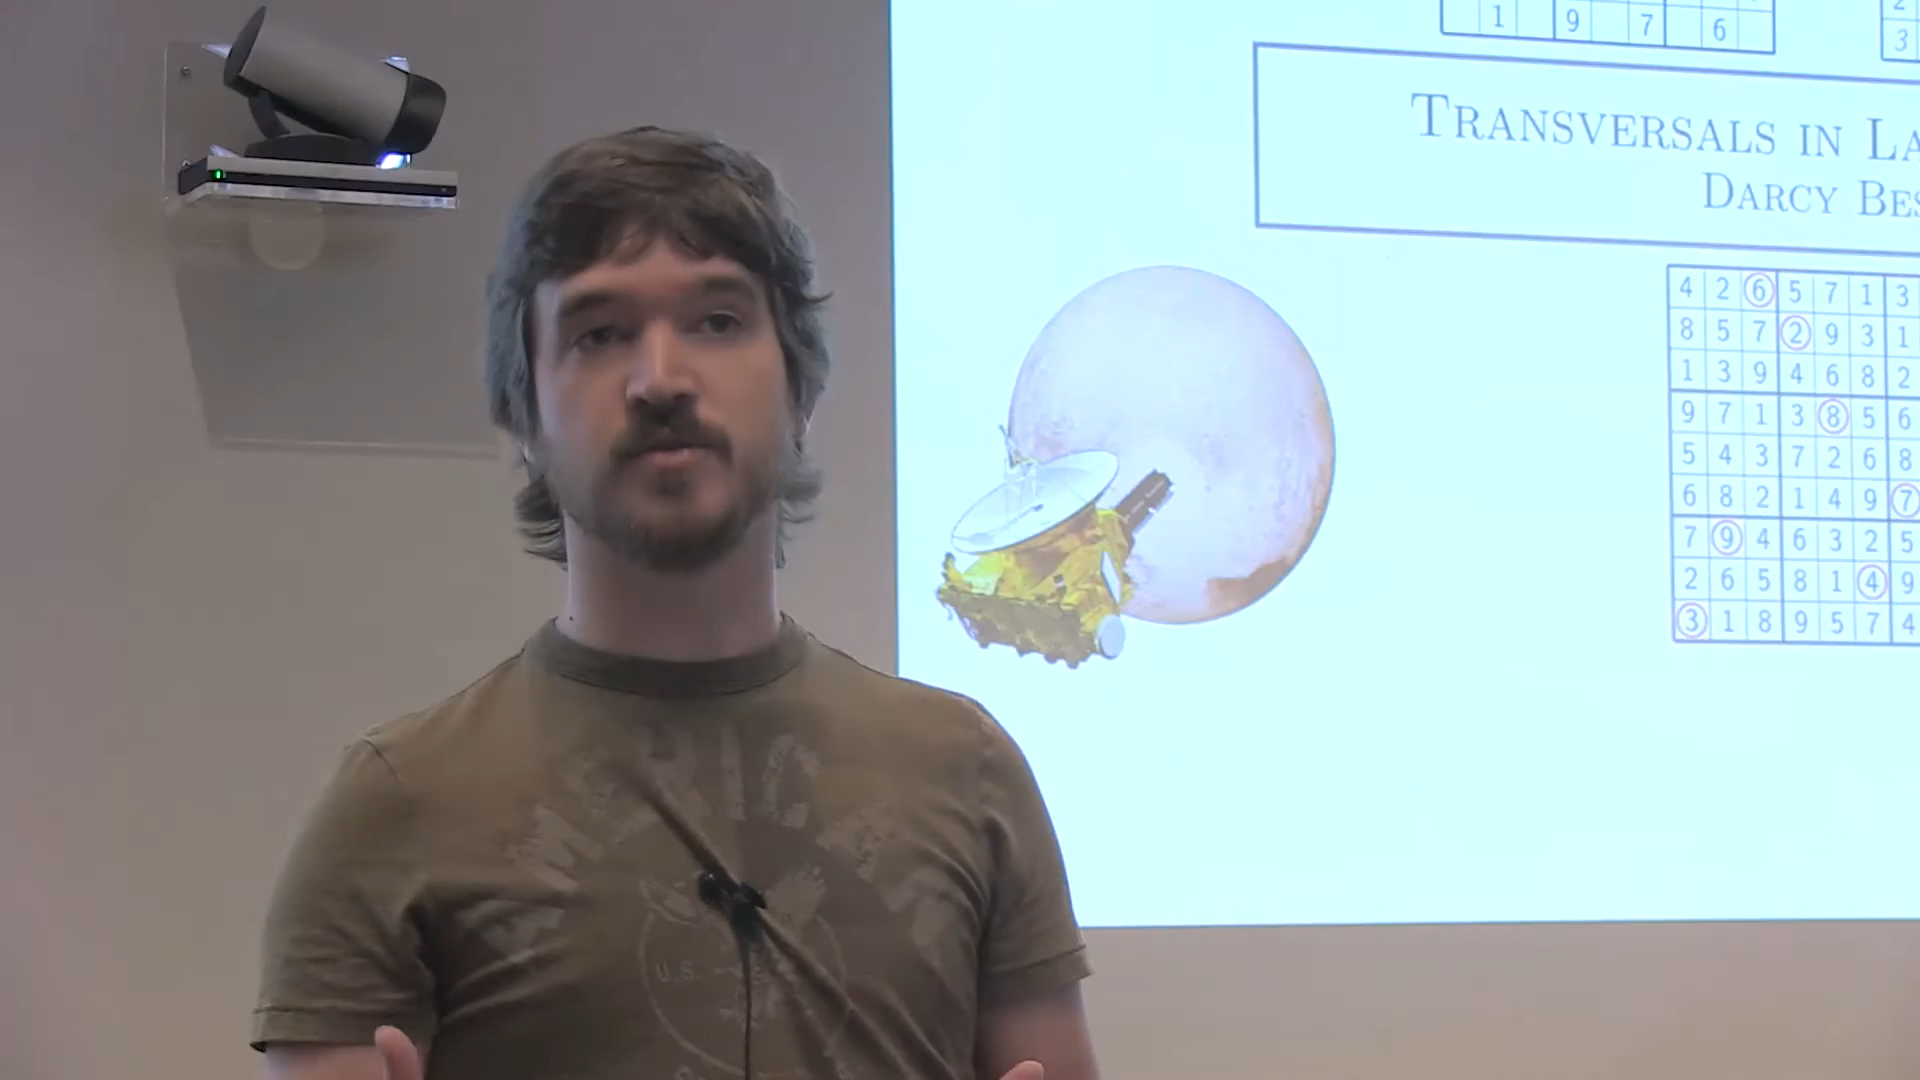 1 9 7 6
2
3
TRANSVERSALS IN LA
DARCY BES
4 2 6 5 7 1 3
8 5 7 2 9 3 1
1 3 9 4 6 8 2
9 7 1 3 8 5 6
5 4 3 7 2 6 8
6 8 2 1 4 9 7
7 9 4 6 3 2 5
2 6 5 8 1 4 9
3 1 8 9 5 7 4
U.S.